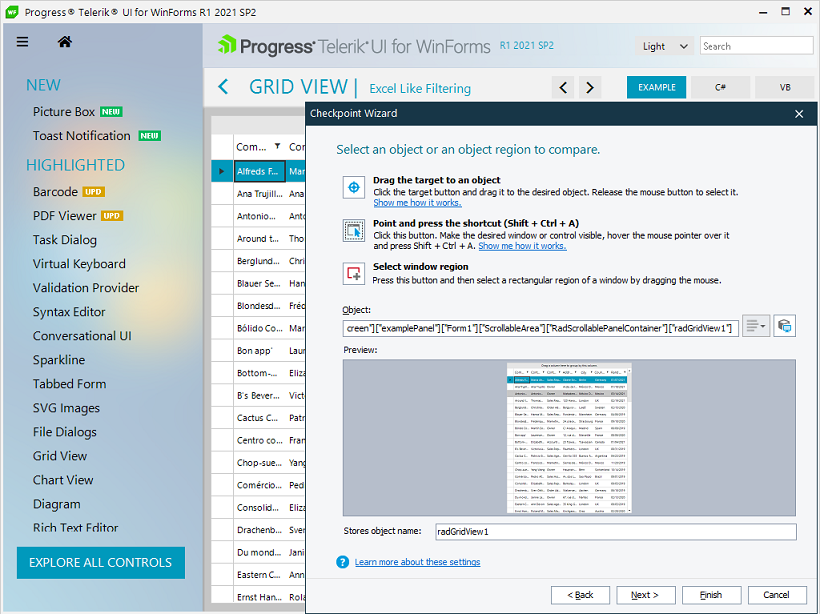 Progress® Telerik® UI for WinForms R1 2021 SP2
Progress® Telerik® UI for WinForms R1 2021 SP2
Light
Search
GRID VIEW | Excel Like Filtering
EXAMPLE
C#
VB
NEW
Picture Box NEW
Toast Notification NEW
HIGHLIGHTED
Barcode UPD
PDF Viewer UPD
Task Dialog
Virtual Keyboard
Validation Provider
Syntax Editor
Conversational UI
Sparkline
Tabbed Form
SVG Images
File Dialogs
Grid View
Chart View
Diagram
Rich Text Editor
EXPLORE ALL CONTROLS
Com... Cor
Alfreds F... Mar
Ana Trujill... Ana
Antonio... Anto
Around t... Tho
Berglund... Chri
Blauer Se... Han
Blondesd... Fréc
Bólido Co... Mar
Bon app' Laur
Bottom-... Eliza
B's Bever... Victo
Cactus C... Patr
Centro co... Fran
Chop-sue... Yang
Comércio... Ped
Consolid... Eliza
Drachenb... Sver
Du mond... Jani
Eastern C... Ann
Ernst Han... Rola
Checkpoint Wizard
Select an object or an object region to compare.
Drag the target to an object
Click the target button and drag it to the desired object. Release the mouse button to select it.
Show me how it works.
Point and press the shortcut (Shift + Ctrl + A)
Click this button. Make the desired window or control visible, hover the mouse pointer over it
and press Shift + Ctrl + A. Show me how it works.
Select window region
Press this button and then select a rectangular region of a window by dragging the mouse.
Object:
creen"]["examplePanel"]["Form1"]["ScrollableArea"]["RadScrollablePanelContainer"]["radGridView1"]
Preview:
Stores object name: radGridView1
Learn more about these settings
< Back
Next >
Finish
Cancel